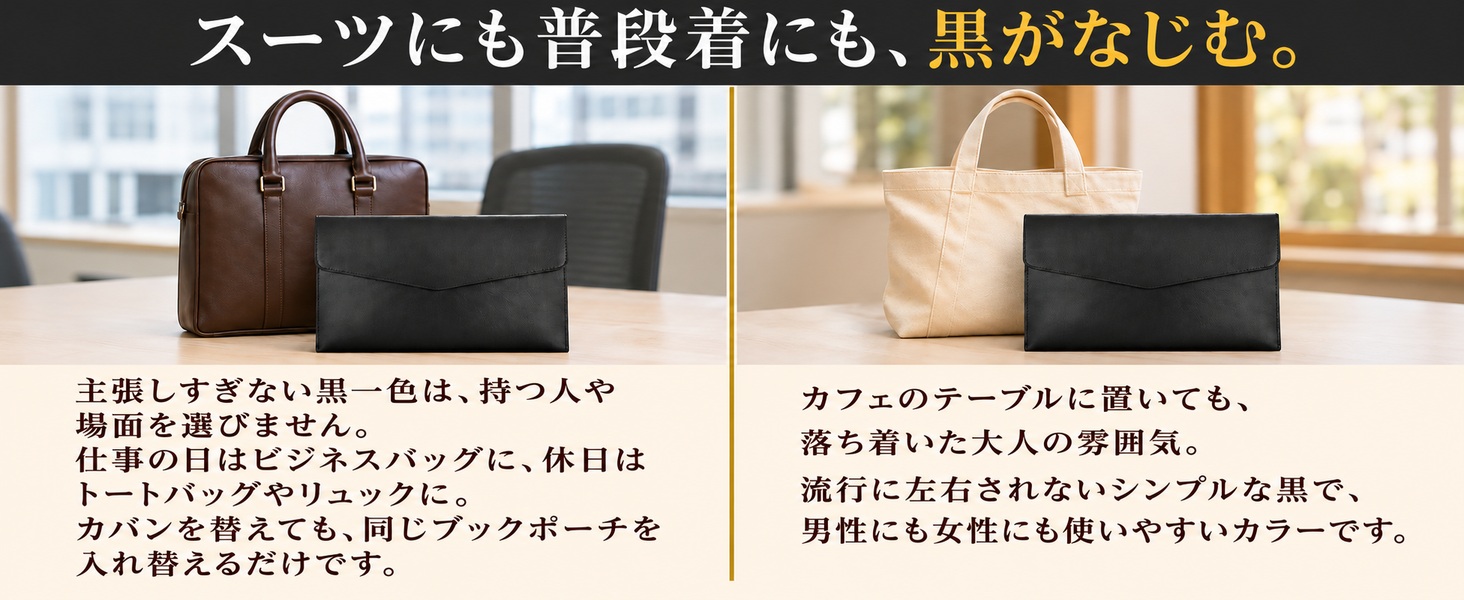 スーツにも普段着にも、黒がなじむ。
主張しすぎない黒一色は、持つ人や
場面を選びません。
仕事の日はビジネスバッグに、休日は
トートバッグやリュックに。
カバンを替えても、同じブックポーチを
入れ替えるだけです。
カフェのテーブルに置いても、
落ち着いた大人の雰囲気。
流行に左右されないシンプルな黒で、
男性にも女性にも使いやすいカラーです。